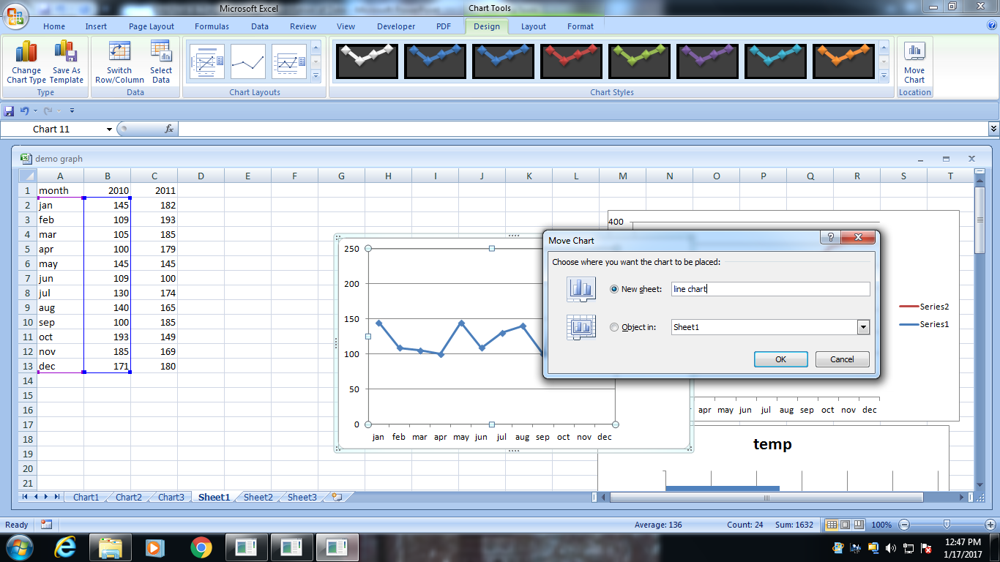 Microsoft Excel
Chart Tools
Home Insert Page Layout Formulas Data Review View Developer PDF Design Layout Format
Change Chart Type
Save As Template
Switch Row/Column
Select Data
Move Chart
Type Data Chart Layouts Chart Styles Location
Chart 11
fx
demo graph
A B C D E F G H I J K L M N O P Q R S T
1 month 2010 2011
2 jan 145 182
3 feb 109 193
4 mar 105 185
5 apr 100 179
6 may 145 145
7 jun 109 100
8 jul 130 174
9 aug 140 165
10 sep 100 185
11 oct 193 149
12 nov 185 169
13 dec 171 180
14
15
16
17
18
19
20
21
250
200
150
100
50
0
jan feb mar apr may jun jul aug sep oct nov dec
400
Series2
Series1
apr may jun jul aug sep oct nov dec
temp
Move Chart
?
Choose where you want the chart to be placed:
New sheet: line chart
Object in: Sheet1
OK Cancel
Chart1 Chart2 Chart3 Sheet1 Sheet2 Sheet3
Ready Average: 136 Count: 24 Sum: 1632 100%
12:47 PM
1/17/2017